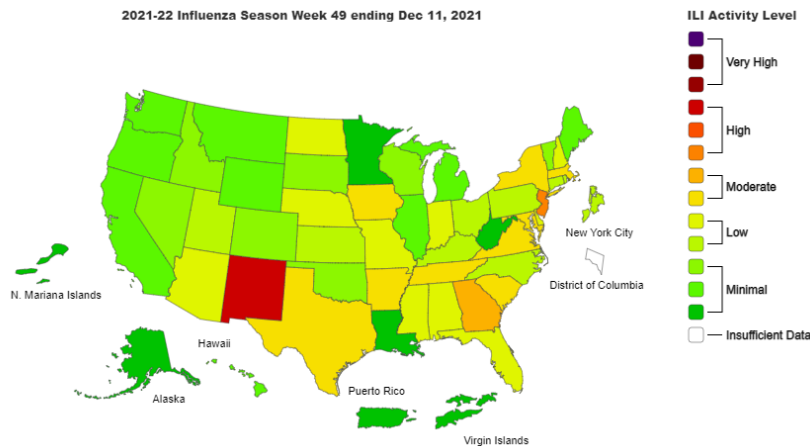 2021-22 Influenza Season Week 49 ending Dec 11, 2021
ILI Activity Level
Very High
High
Moderate
Low
Minimal
Insufficient Data
New York City
District of Columbia
N. Mariana Islands
Hawaii
Alaska
Puerto Rico
Virgin Islands